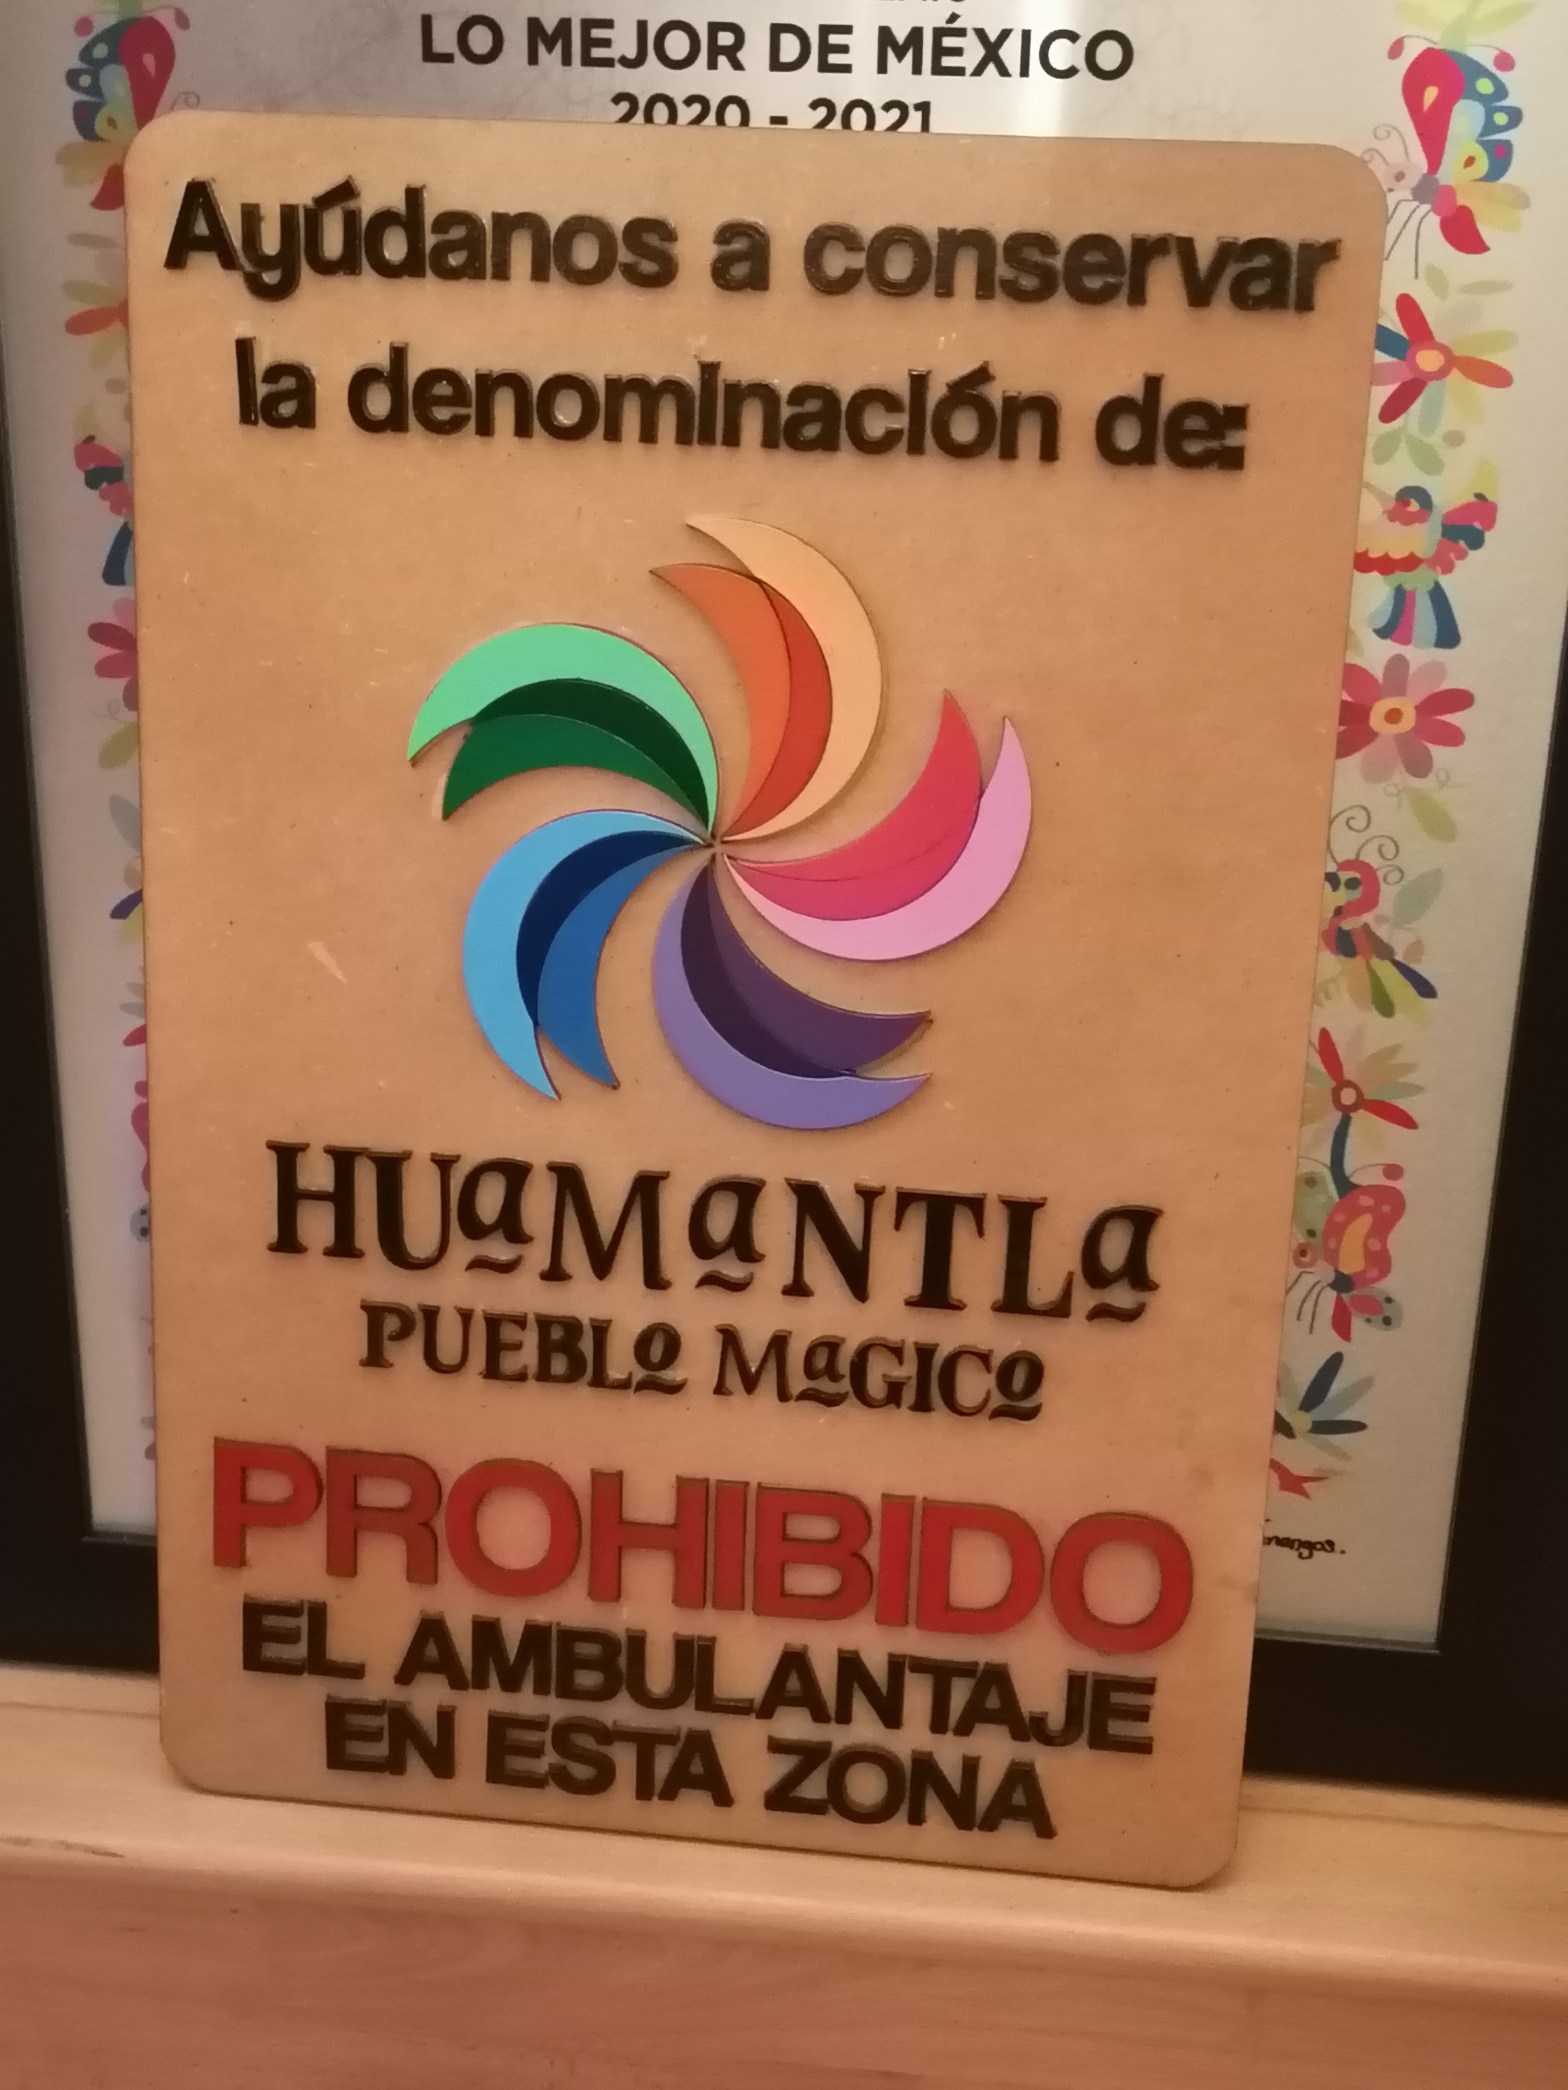 LO MEJOR DE MÉXICO
2020 - 2021
Ayúdanos a conservar
la denominación de:
HUaMaNTLa
PUEBLo MaGICo
PROHIBIDO
EL AMBULANTAJE
EN ESTA ZONA